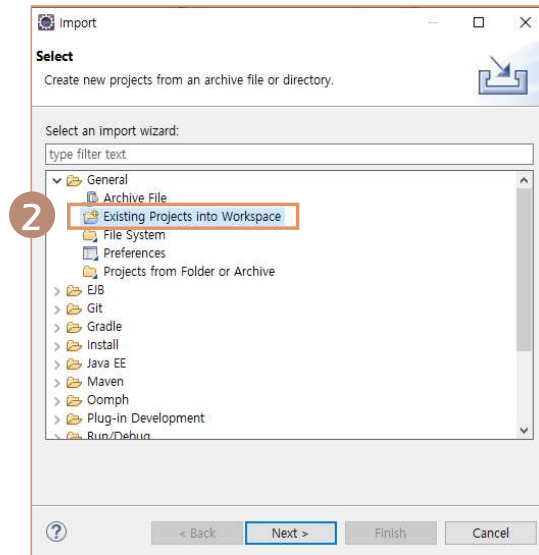 Import
Select
Create new projects from an archive file or directory.
Select an import wizard:
type filter text
General
Archive File
2
Existing Projects into Workspace
File System
Preferences
Projects from Folder or Archive
EJB
Git
Gradle
Install
Java EE
Maven
Oomph
Plug-in Development
Run/Debug
?
< Back
Next >
Finish
Cancel